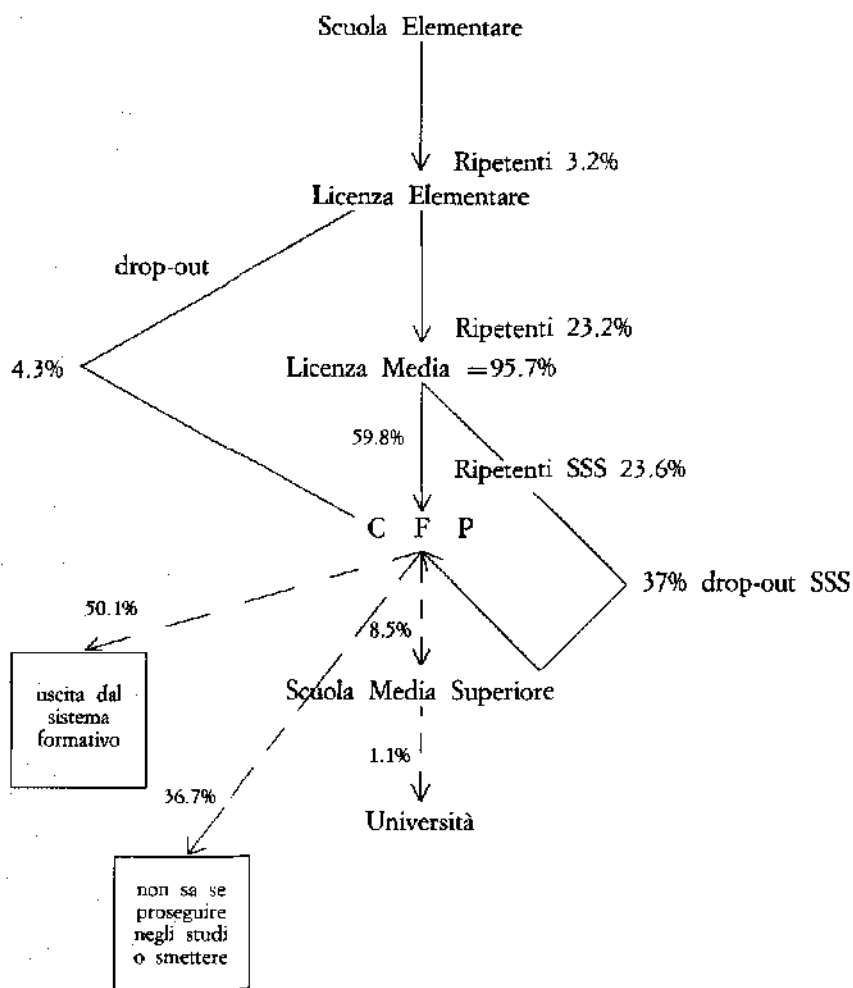 Scuola Elementare
Ripetenti 3.2%
Licenza Elementare
drop-out
Ripetenti 23.2%
4.3%
Licenza Media =95.7%
59.8%
Ripetenti SSS 23.6%
C F P
37% drop-out SSS
50.1%
8.5%
uscita dal
sistema
formativo
Scuola Media Superiore
1.1%
36.7%
Università
non sa se
proseguire
negli studi
o smettere